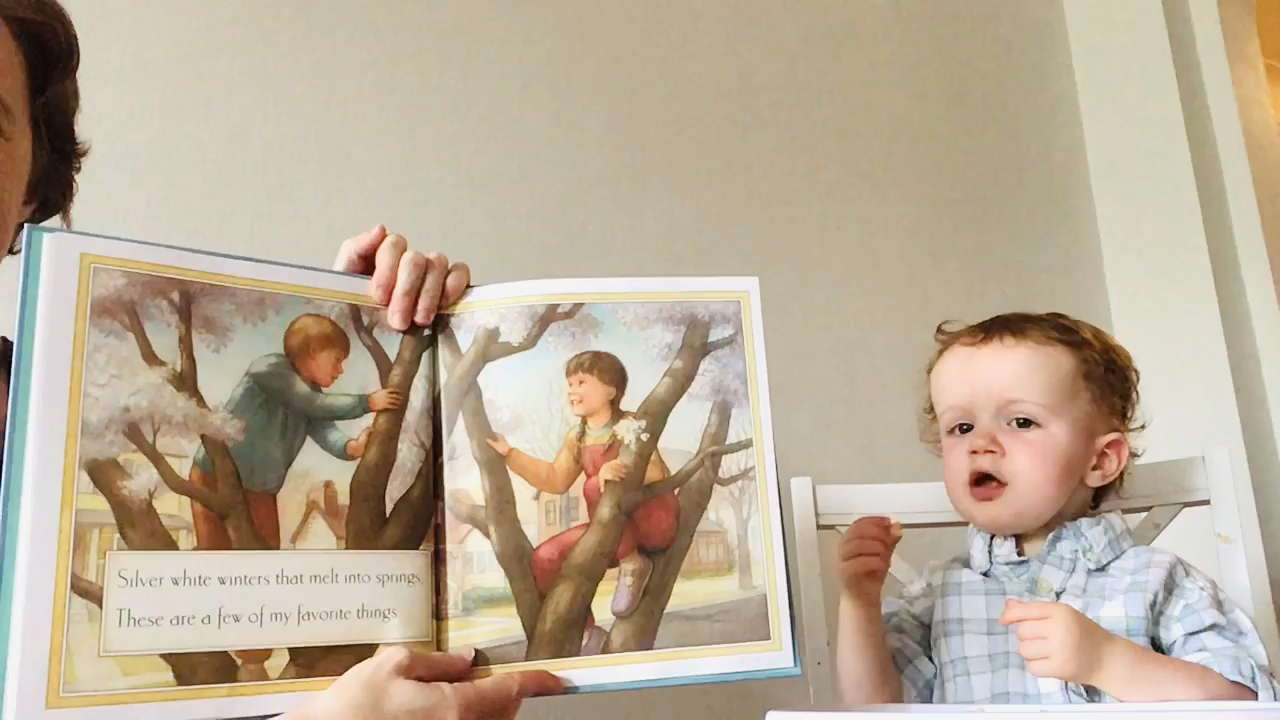 Silver white winters that melt into springs
These are a few of my favorite things